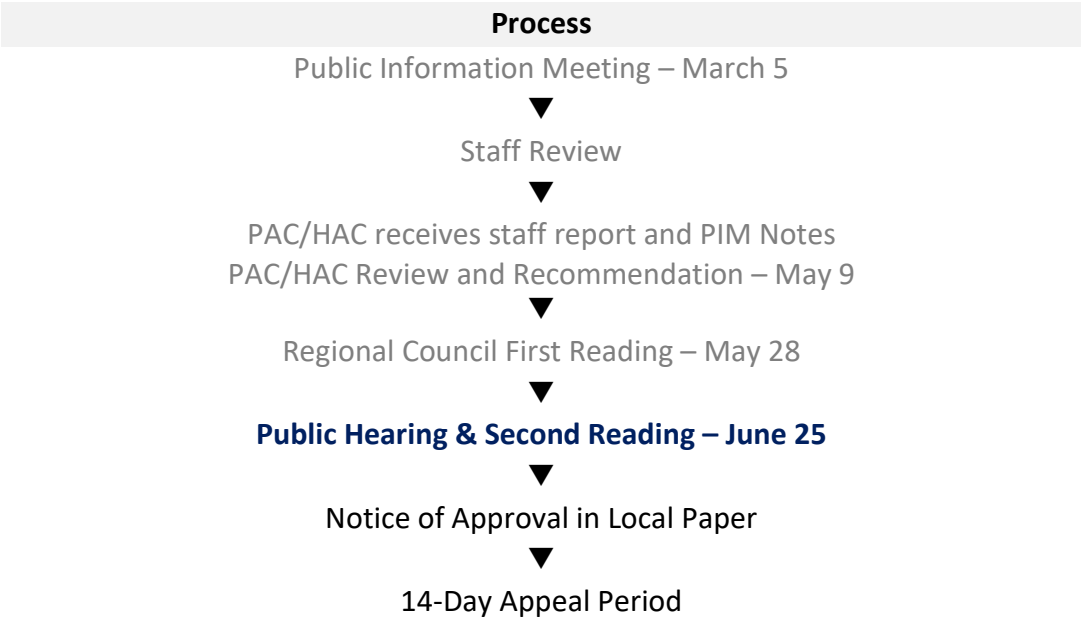 Process
Public Information Meeting – March 5
Staff Review
PAC/HAC receives staff report and PIM Notes
PAC/HAC Review and Recommendation – May 9
Regional Council First Reading – May 28
Public Hearing & Second Reading – June 25
Notice of Approval in Local Paper
14-Day Appeal Period